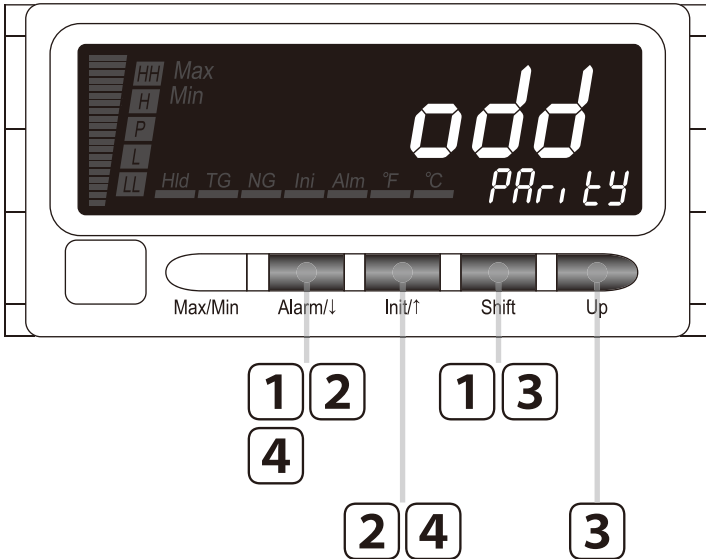 HH Max
H Min
P
L
LL Hld TG NG Ini Alm °F °C
odd
PArity
Max/Min Alarm/↓ Init/↑ Shift Up
1 2 1 3
4
2 4 3